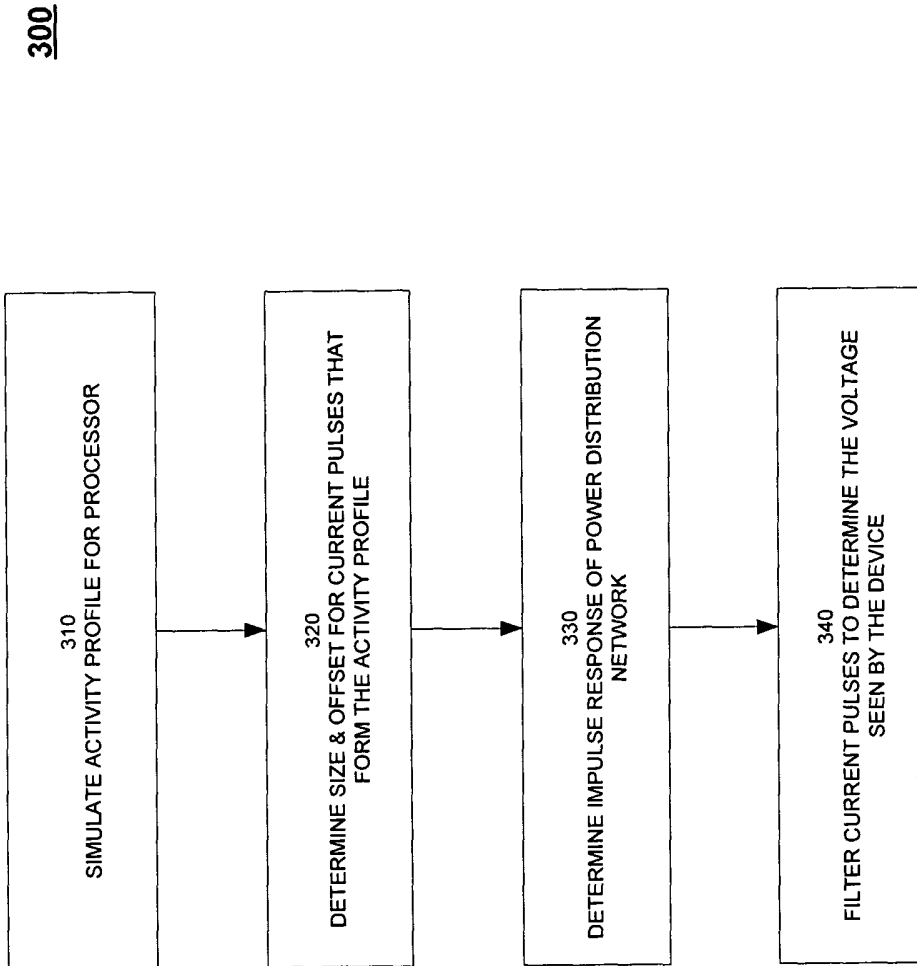 300
310
SIMULATE ACTIVITY PROFILE FOR PROCESSOR
320
DETERMINE SIZE & OFFSET FOR CURRENT PULSES THAT
FORM THE ACTIVITY PROFILE
330
DETERMINE IMPULSE RESPONSE OF POWER DISTRIBUTION
NETWORK
340
FILTER CURRENT PULSES TO DETERMINE THE VOLTAGE
SEEN BY THE DEVICE